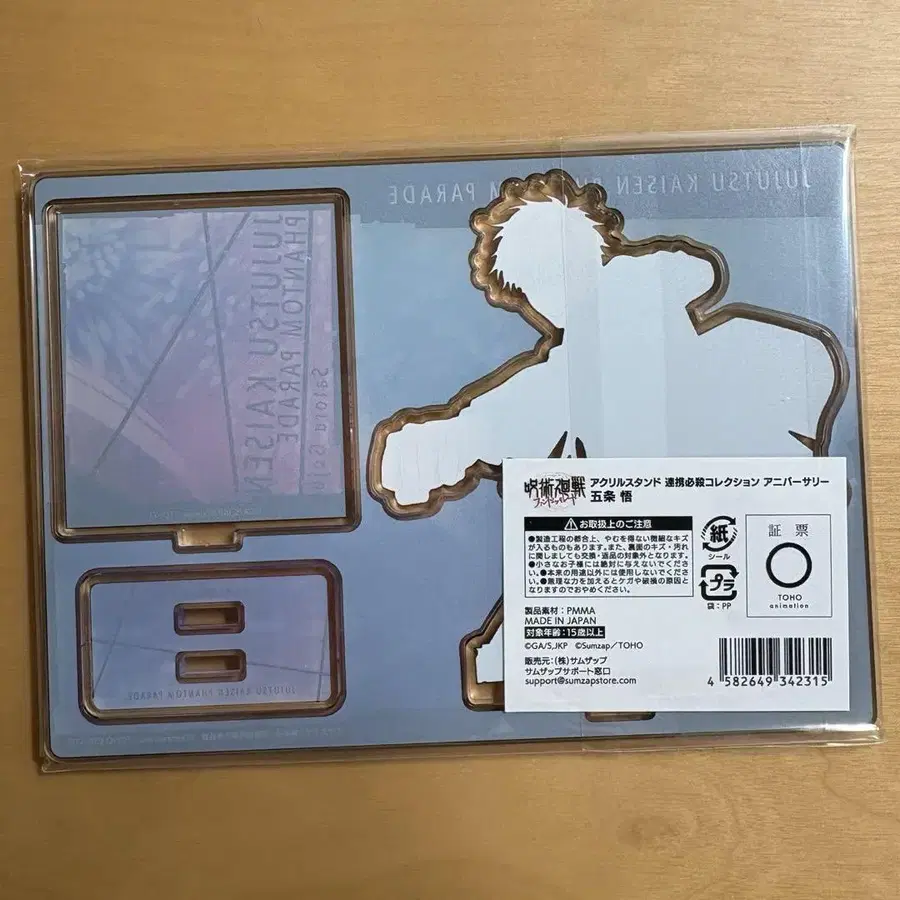 JUJUTSU KAISEN PHANTOM PARADE
JUJUTSU KAISEN
PHANTOM PARADE
Satoru Gojo
JUJUTSU KAISEN PHANTOM PARADE
呪術廻戦
ファントムパレード
アクリルスタンド 連携必殺コレクション アニバーサリー
五条 悟
お取扱上のご注意
●製造工程の都合上、やむを得ない微細なキズ
が入るものもあります。また、裏面のキズ・汚れ
に関しましても交換・返品の対象外となります。
●小さなお子様には絶対に与えないでくださ
い。●本来の用途以外には使用しないでくださ
い。●無理な力を加えるとケガや破損の原因と
なりますのでおやめください。
紙
シール
プラ
袋:PP
証 票
TOHO
animation
製品素材:PMMA
MADE IN JAPAN
対象年齢:15歳以上
©GA/S,JKP ©Sumzap/TOHO
販売元:(株)サムザップ
サムザップサポート窓口
support@sumzapstore.com
4 582649 342315